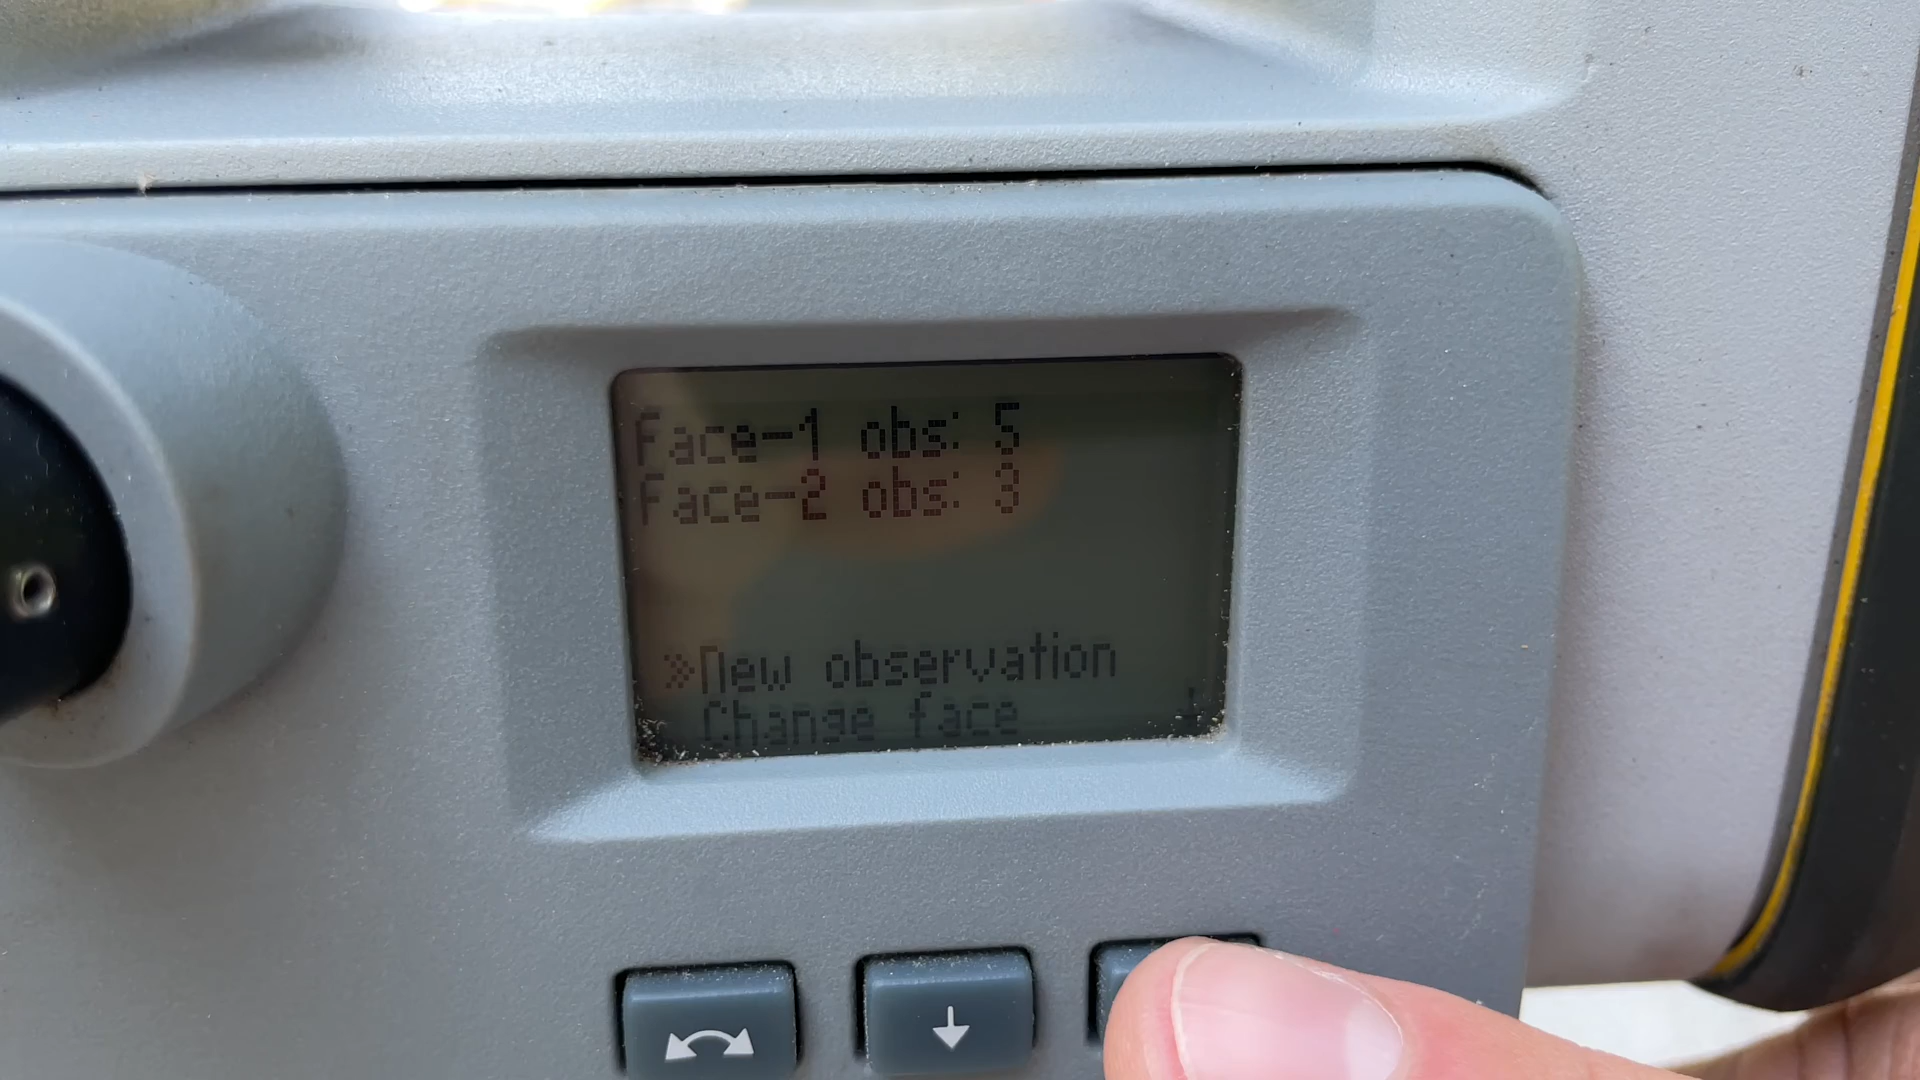 Face-1 obs: 5
Face-2 obs: 3
»New observation
Change face ↓